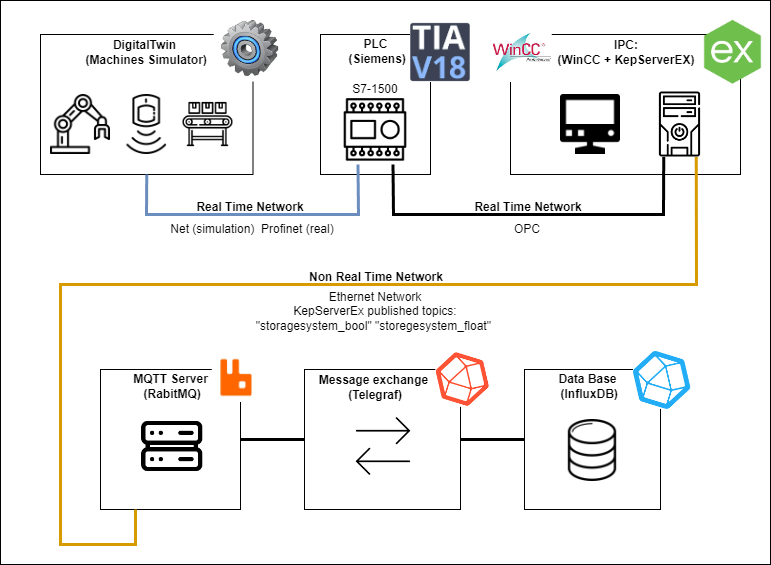 DigitalTwin
(Machines Simulator)
PLC
(Siemens)
TIA
V18
S7-1500
WinCC
Professional
IPC:
(WinCC + KepServerEX)
ex
Real Time Network
Net (simulation) Profinet (real)
Real Time Network
OPC
Non Real Time Network
Ethernet Network
KepServerEx published topics:
"storagesystem_bool" "storegesystem_float"
MQTT Server
(RabitMQ)
Message exchange
(Telegraf)
Data Base
(InfluxDB)